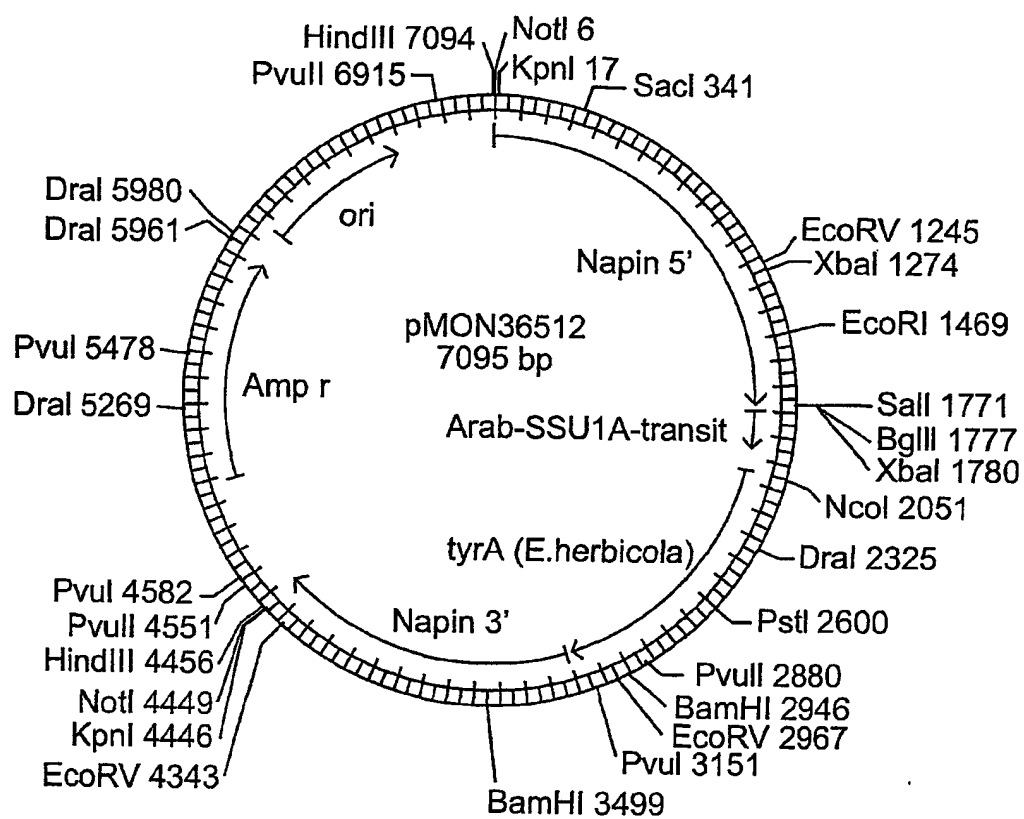 HindIII 7094
NotI 6
KpnI 17
PvuII 6915
SacI 341
DraI 5980
DraI 5961
ori
Napin 5'
EcoRV 1245
XbaI 1274
EcoRI 1469
pMON36512
7095 bp
PvuI 5478
DraI 5269
Amp r
Arab-SSU1A-transit
SalI 1771
BglII 1777
XbaI 1780
NcoI 2051
tyrA (E.herbicola)
DraI 2325
PstI 2600
Napin 3'
PvuI 4582
PvuII 4551
HindIII 4456
NotI 4449
KpnI 4446
EcoRV 4343
PvuII 2880
BamHI 2946
EcoRV 2967
PvuI 3151
BamHI 3499